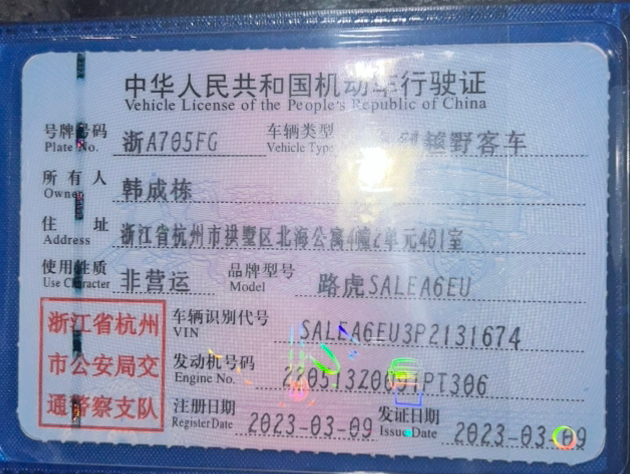 中华人民共和国机动车行驶证
Vehicle License of the People's Republic of China
号牌号码 浙A705FG 车辆类型 越野客车
Plate No. Vehicle Type
所有人 韩成栋
Owner
住址 浙江省杭州市拱墅区北海公寓4幢2单元401室
Address
使用性质 非营运 品牌型号 路虎SALEA6EU
Use Character Model
浙江省杭州
市公安局交
通警察支队
车辆识别代号 SALEA6EU3P2131674
VIN
发动机号码
Engine No.
注册日期 2023-03-09 发证日期 2023-03-09
Register Date Issue Date